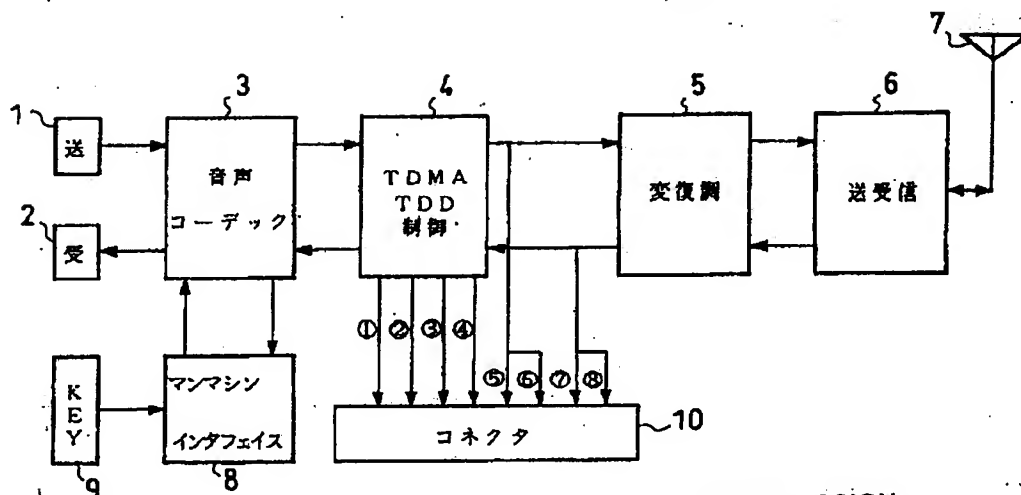 7
3
4
5
6
1
送
音声
コーデック
TDMA
TDD
制御
変復調
送受信
2
受
① ② ③ ④
⑤ ⑥ ⑦ ⑧
KEY
マンマシン
インタフェイス
コネクタ
10
9
8